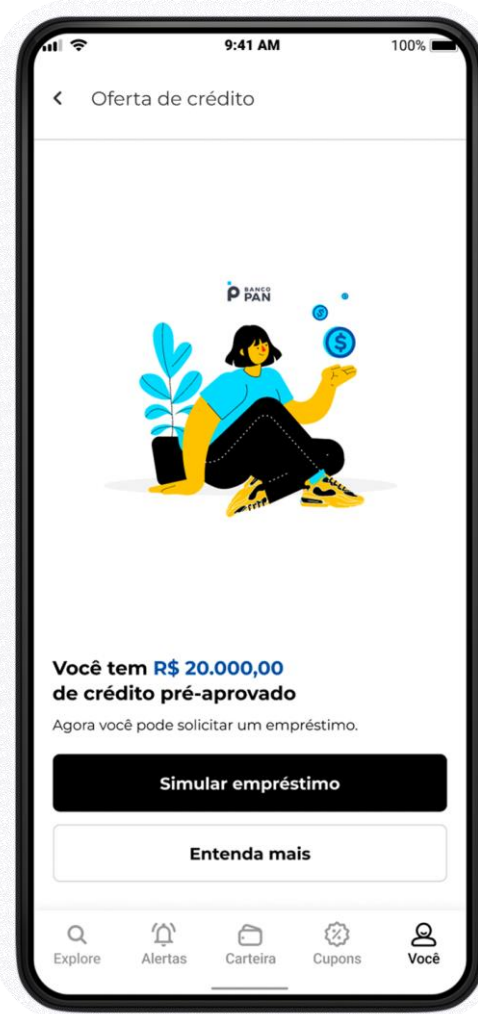 9:41 AM 100%
Oferta de crédito
BANCO
PAN
Você tem R$ 20.000,00
de crédito pré-aprovado
Agora você pode solicitar um empréstimo.
Simular empréstimo
Entenda mais
Explore Alertas Carteira Cupons Você